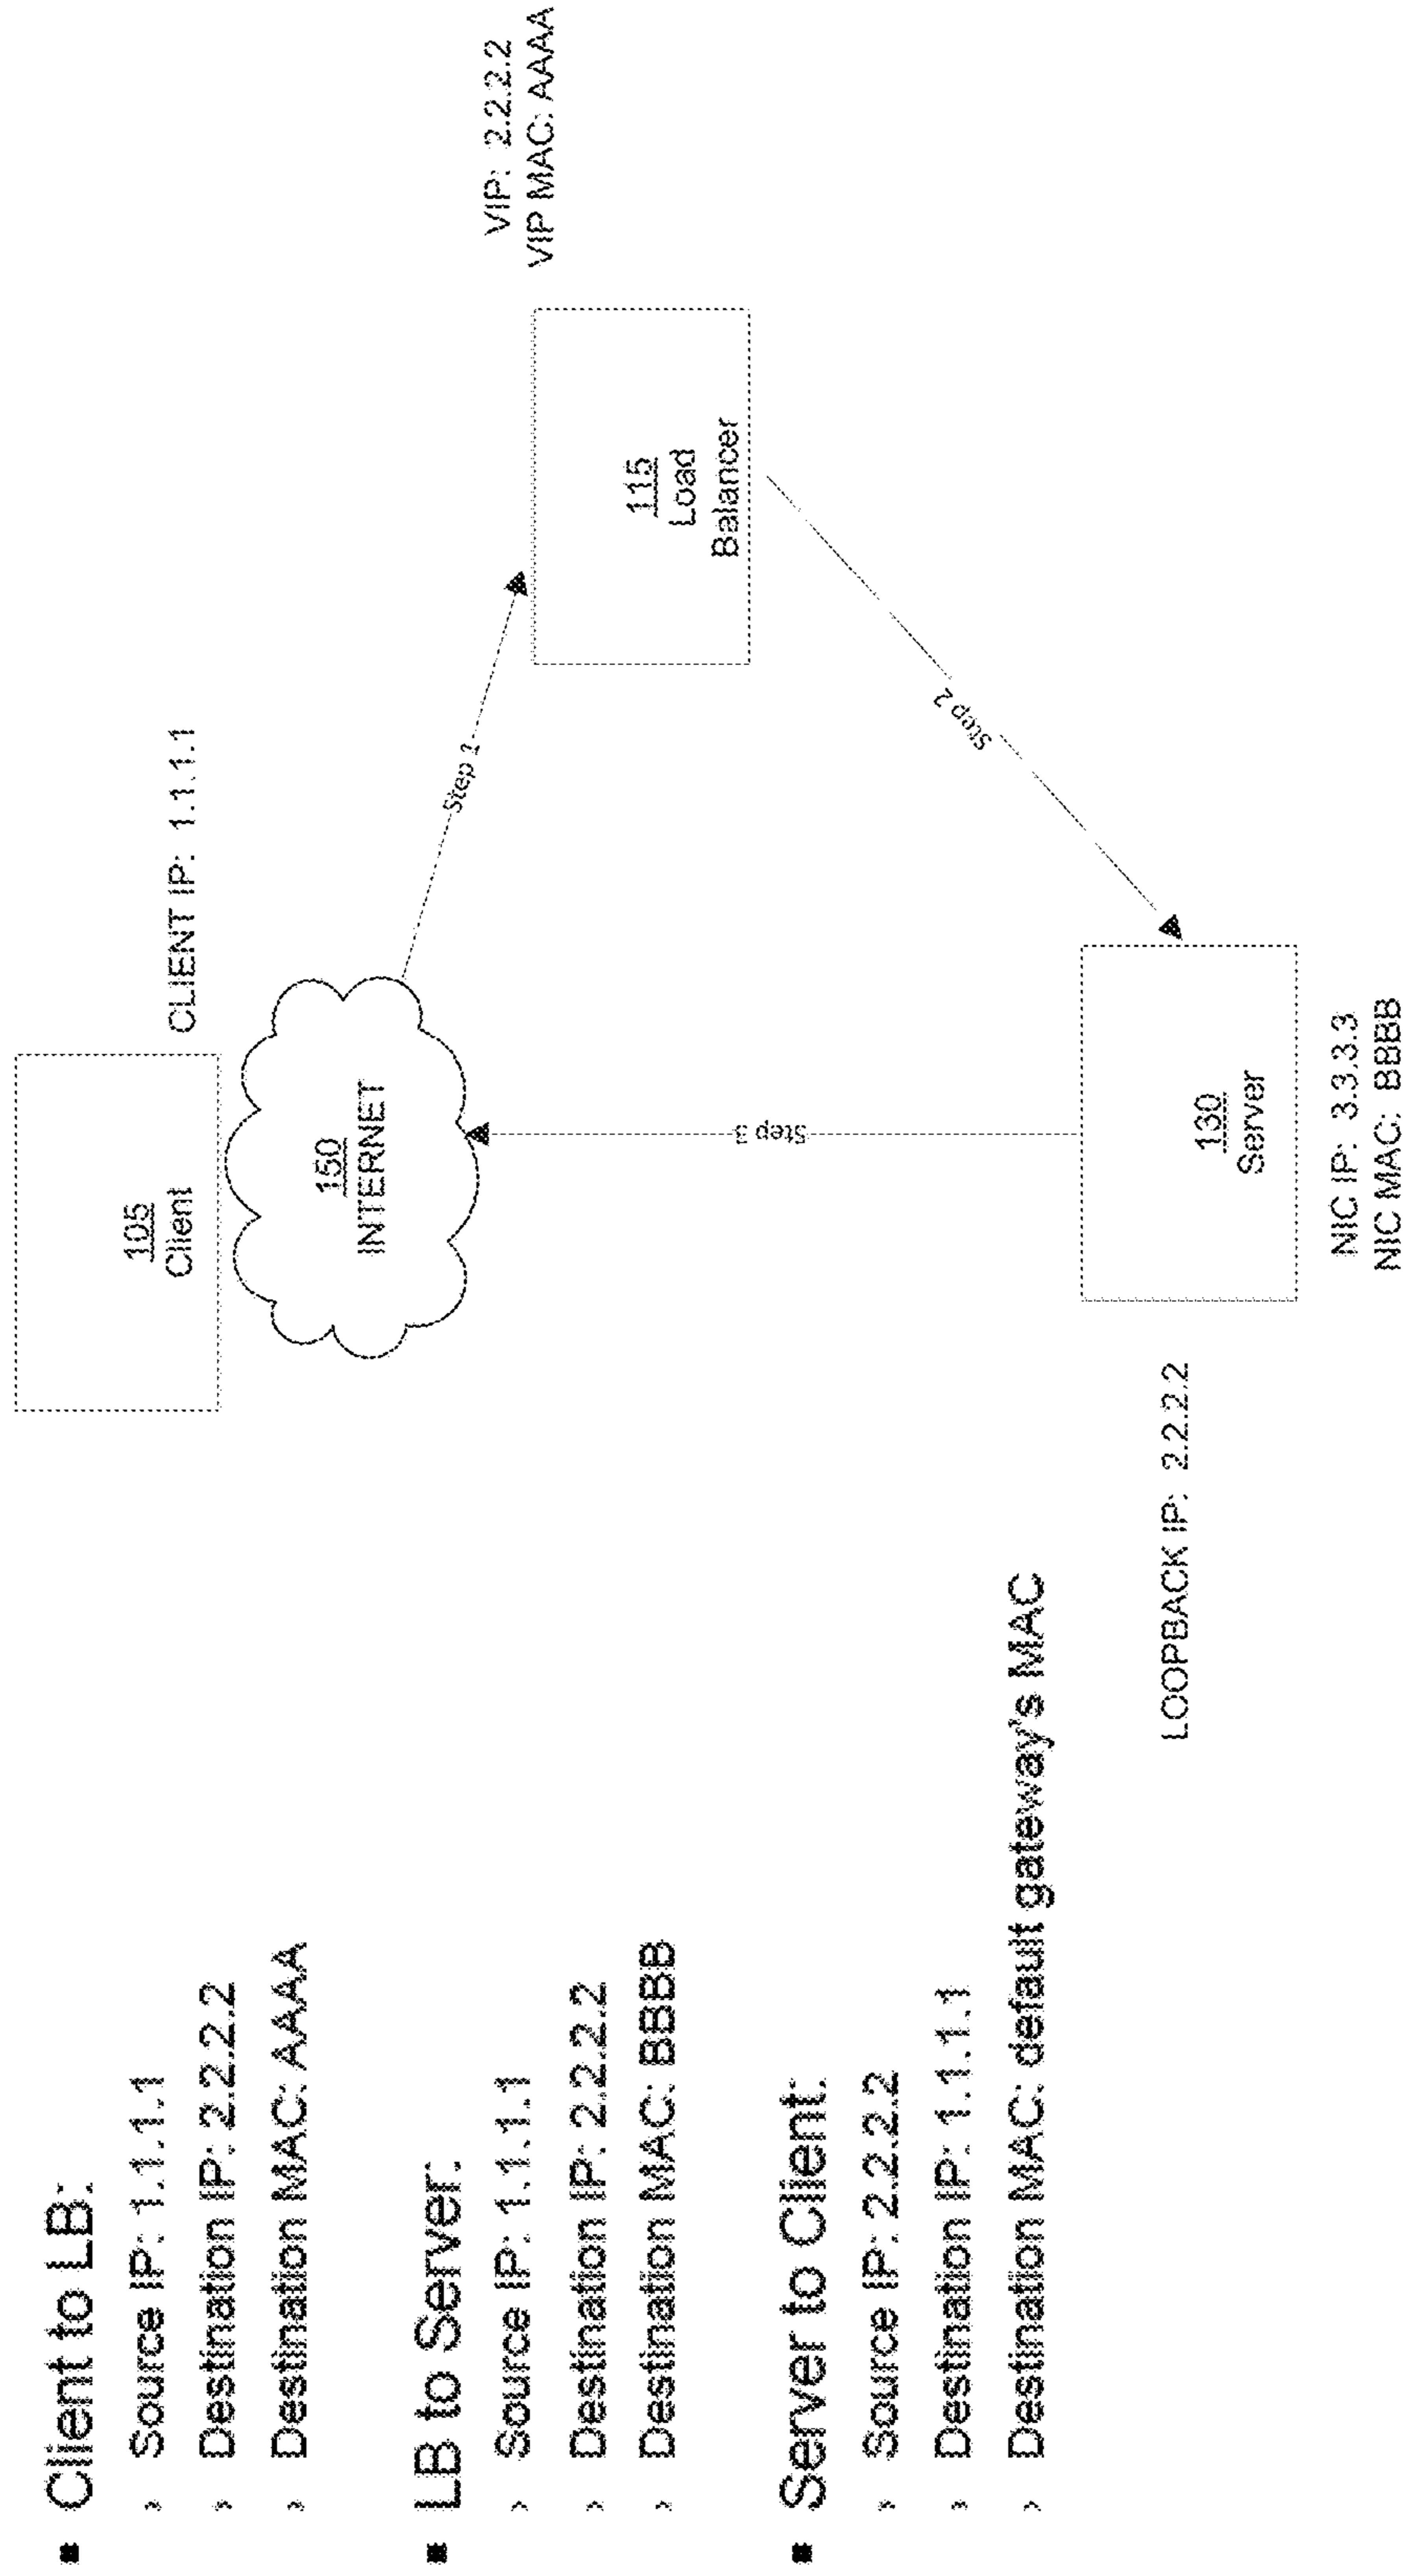 ■ Client to LB:
› Source IP: 1.1.1.1
› Destination IP: 2.2.2.2
› Destination MAC: AAAA
■ LB to Server:
› Source IP: 1.1.1.1
› Destination IP: 2.2.2.2
› Destination MAC: BBBB
■ Server to Client:
› Source IP: 2.2.2.2
› Destination IP: 1.1.1.1
› Destination MAC: default gateway's MAC
105
Client
CLIENT IP: 1.1.1.1
150
INTERNET
Step 1
VIP: 2.2.2.2
VIP MAC: AAAA
115
Load
Balancer
Step 2
Step 3
130
Server
LOOPBACK IP: 2.2.2.2
NIC IP: 3.3.3.3
NIC MAC: BBBB